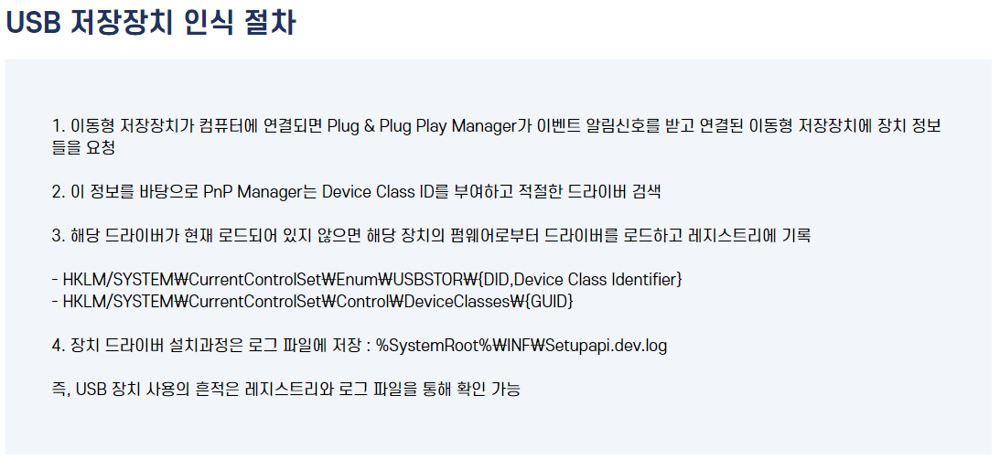 USB 저장장치 인식 절차
1. 이동형 저장장치가 컴퓨터에 연결되면 Plug & Plug Play Manager가 이벤트 알림신호를 받고 연결된 이동형 저장장치에 장치 정보
들을 요청
2. 이 정보를 바탕으로 PnP Manager는 Device Class ID를 부여하고 적절한 드라이버 검색
3. 해당 드라이버가 현재 로드되어 있지 않으면 해당 장치의 펌웨어로부터 드라이버를 로드하고 레지스트리에 기록
- HKLM/SYSTEM₩CurrentControlSet₩Enum₩USBSTOR₩{DID,Device Class Identifier}
- HKLM/SYSTEM₩CurrentControlSet₩Control₩DeviceClasses₩{GUID}
4. 장치 드라이버 설치과정은 로그 파일에 저장 : %SystemRoot%₩INF₩Setupapi.dev.log
즉, USB 장치 사용의 흔적은 레지스트리와 로그 파일을 통해 확인 가능